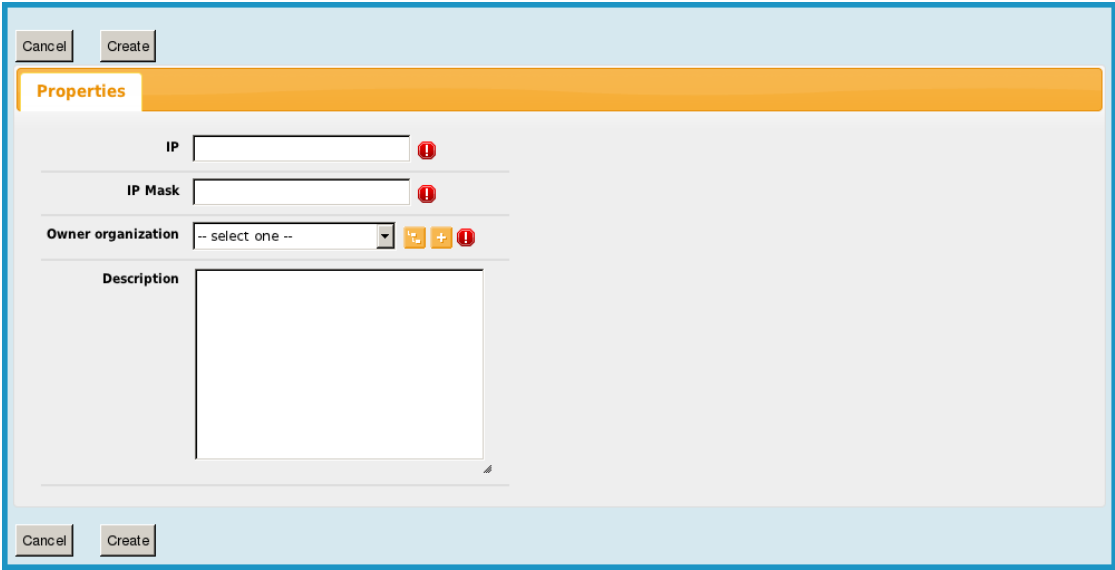 Cancel Create
Properties
IP
IP Mask
Owner organization -- select one --
Description
Cancel Create